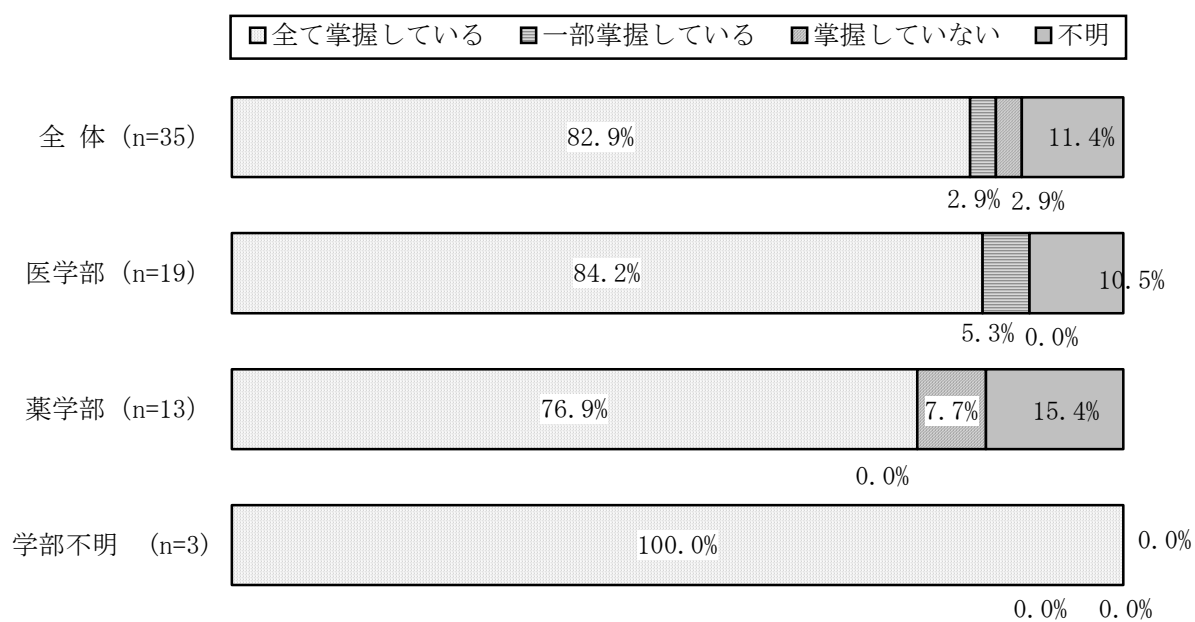 全て掌握している 一部掌握している 掌握していない 不明
全 体 (n=35) 82.9% 11.4%
2.9% 2.9%
医学部 (n=19) 84.2% 10.5%
5.3% 0.0%
薬学部 (n=13) 76.9% 7.7% 15.4%
0.0%
学部不明 (n=3) 100.0% 0.0%
0.0% 0.0%